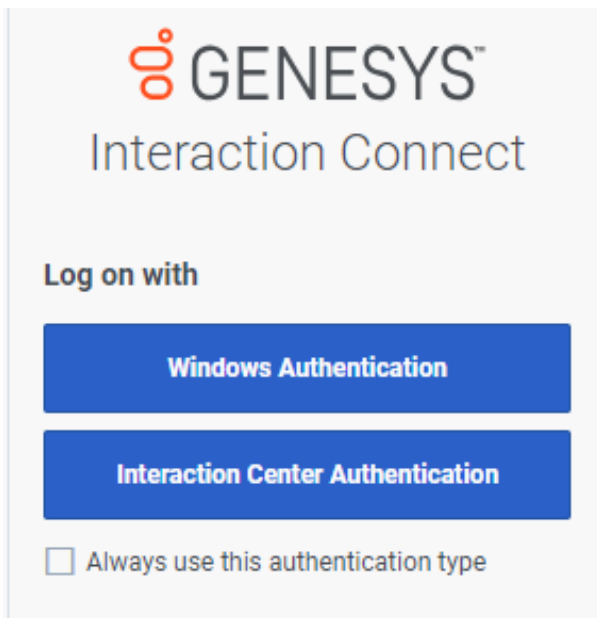 GENESYS™
Interaction Connect
Log on with
Windows Authentication
Interaction Center Authentication
Always use this authentication type